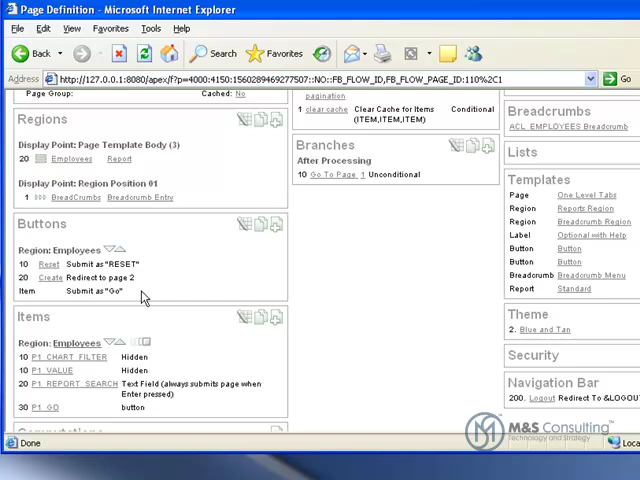 Page Definition - Microsoft Internet Explorer
File Edit View Favorites Tools Help
Back Search Favorites
Address http://127.0.0.1:8080/apex/f?p=4000:4150:1560289469277507::NO::FB_FLOW_ID,FB_FLOW_PAGE_ID:110%2C1 Go
Page Group: Cached: No
Regions
Display Point: Page Template Body (3)
20 Employees Report
Display Point: Region Position 01
1 BreadCrumbs Breadcrumb Entry
Buttons
Region: Employees
10 Reset Submit as "RESET"
20 Create Redirect to page 2
Item Submit as "Go"
Items
Region: Employees
10 P1_CHART_FILTER Hidden
10 P1_VALUE Hidden
20 P1_REPORT_SEARCH Text Field (always submits page when Enter pressed)
30 P1_GO button
pagination
1 clear cache Clear Cache for Items (ITEM,ITEM,ITEM) Conditional
Branches
After Processing
10 Go To Page 1 Unconditional
Breadcrumbs
ACL_EMPLOYEES Breadcrumb
Lists
Templates
Page One Level Tabs
Region Reports Region
Region Breadcrumb Region
Label Optional with Help
Button Button
Button Button
Breadcrumb Breadcrumb Menu
Report Standard
Theme
2. Blue and Tan
Security
Navigation Bar
200. Logout Redirect To &LOGOU
M&S Consulting™
Technology and Strategy
Done
Loca